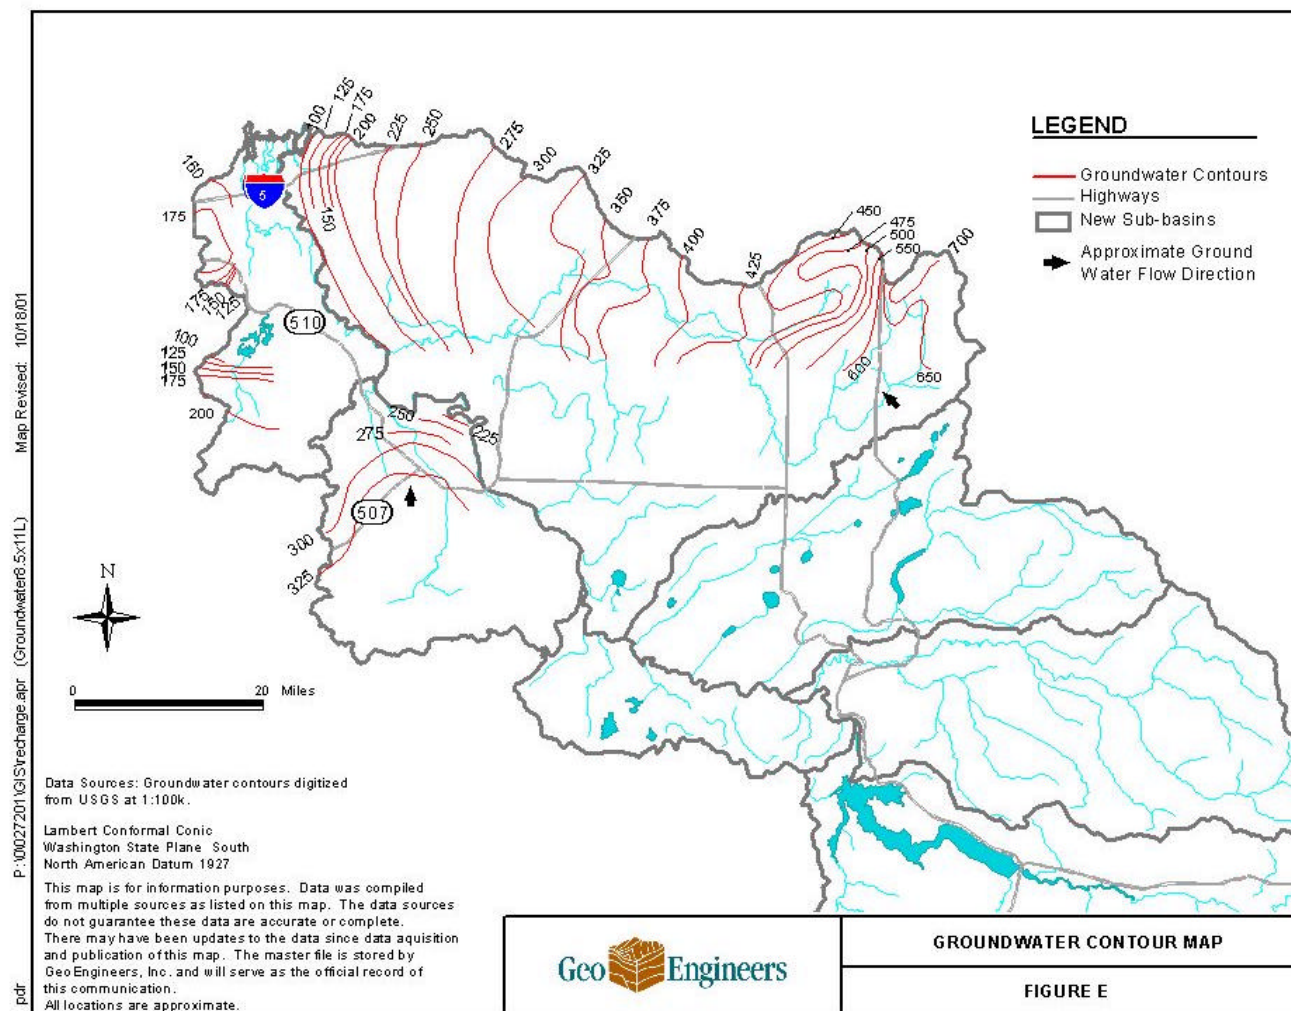 100
125
175
200
225
250
275
300
325
350
375
400
425
450
475
500
550
700
150
175
5
150
175
150
125
510
100
125
150
175
200
250
275
225
600
650
507
300
325
LEGEND
Groundwater Contours
Highways
New Sub-basins
Approximate Ground
Water Flow Direction
N
0 20 Miles
Data Sources: Groundwater contours digitized
from USGS at 1:100k.
Lambert Conformal Conic
Washington State Plane South
North American Datum 1927
This map is for information purposes. Data was compiled
from multiple sources as listed on this map. The data sources
do not guarantee these data are accurate or complete.
There may have been updates to the data since data aquisition
and publication of this map. The master file is stored by
GeoEngineers, Inc. and will serve as the official record of
this communication.
All locations are approximate.
Geo Engineers
GROUNDWATER CONTOUR MAP
FIGURE E
pdr P:\00027201\GIS\recharge.apr (Groundwater8.5x11L) Map Revised: 10/18/01